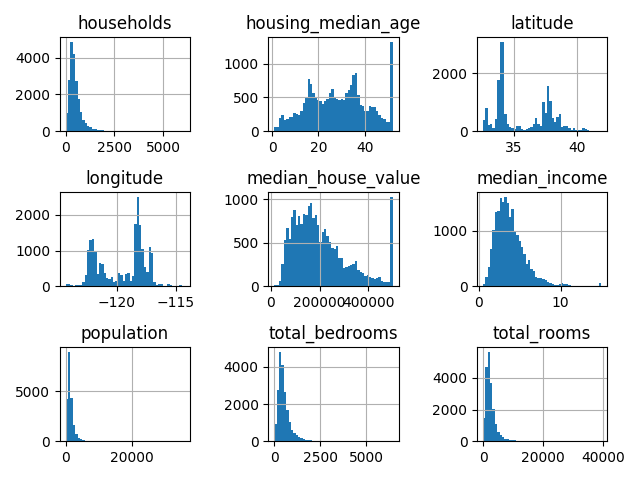 households
4000
2000
0
0 2500 5000
housing_median_age
1000
500
0
0 20 40
latitude
2000
0
35 40
longitude
2000
1000
0
−120 −115
median_house_value
1000
500
0
0 200000 400000
median_income
1000
0
0 10
population
5000
0
0 20000
total_bedrooms
4000
2000
0
0 2500 5000
total_rooms
4000
2000
0
0 20000 40000